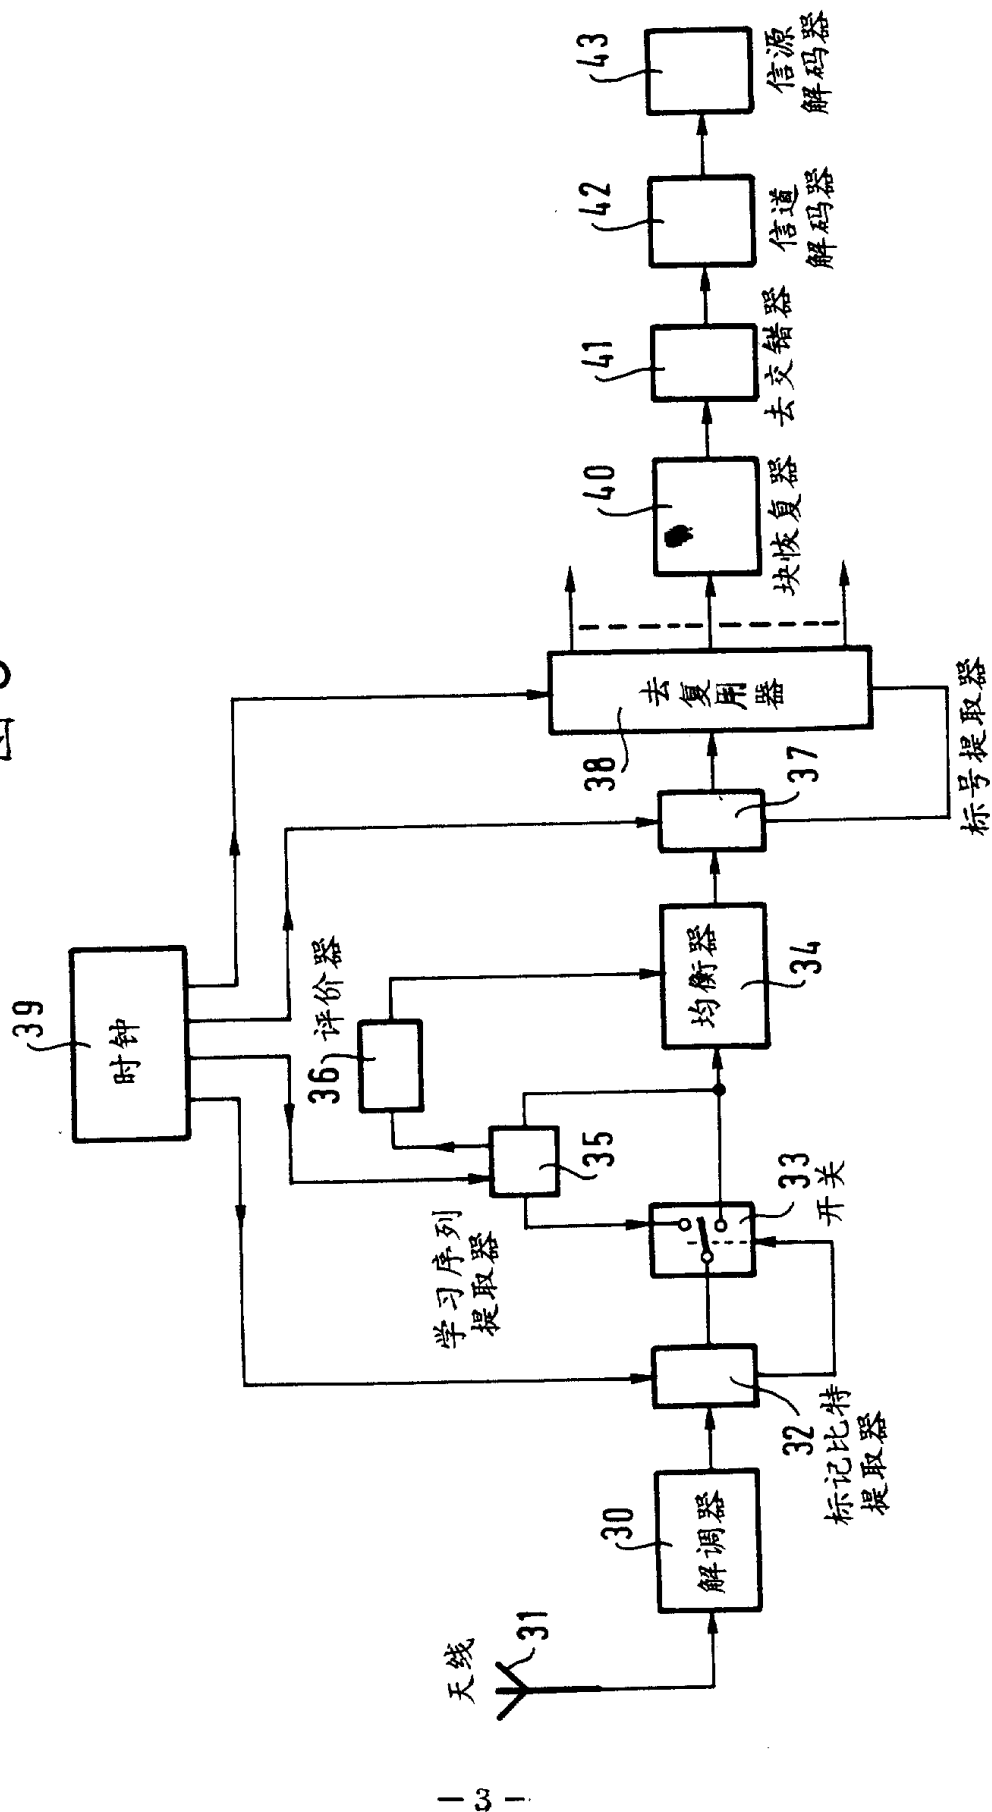 图
39
时钟
评价器
36
学习序列
提取器
35
天线
31
30
解调器
32
标记比特
提取器
33
开关
均衡器
34
37
标号提取器
38
去复用器
40
块恢复器
41
去交错器
42
信道
解码器
43
信源
解码器
— 3 —